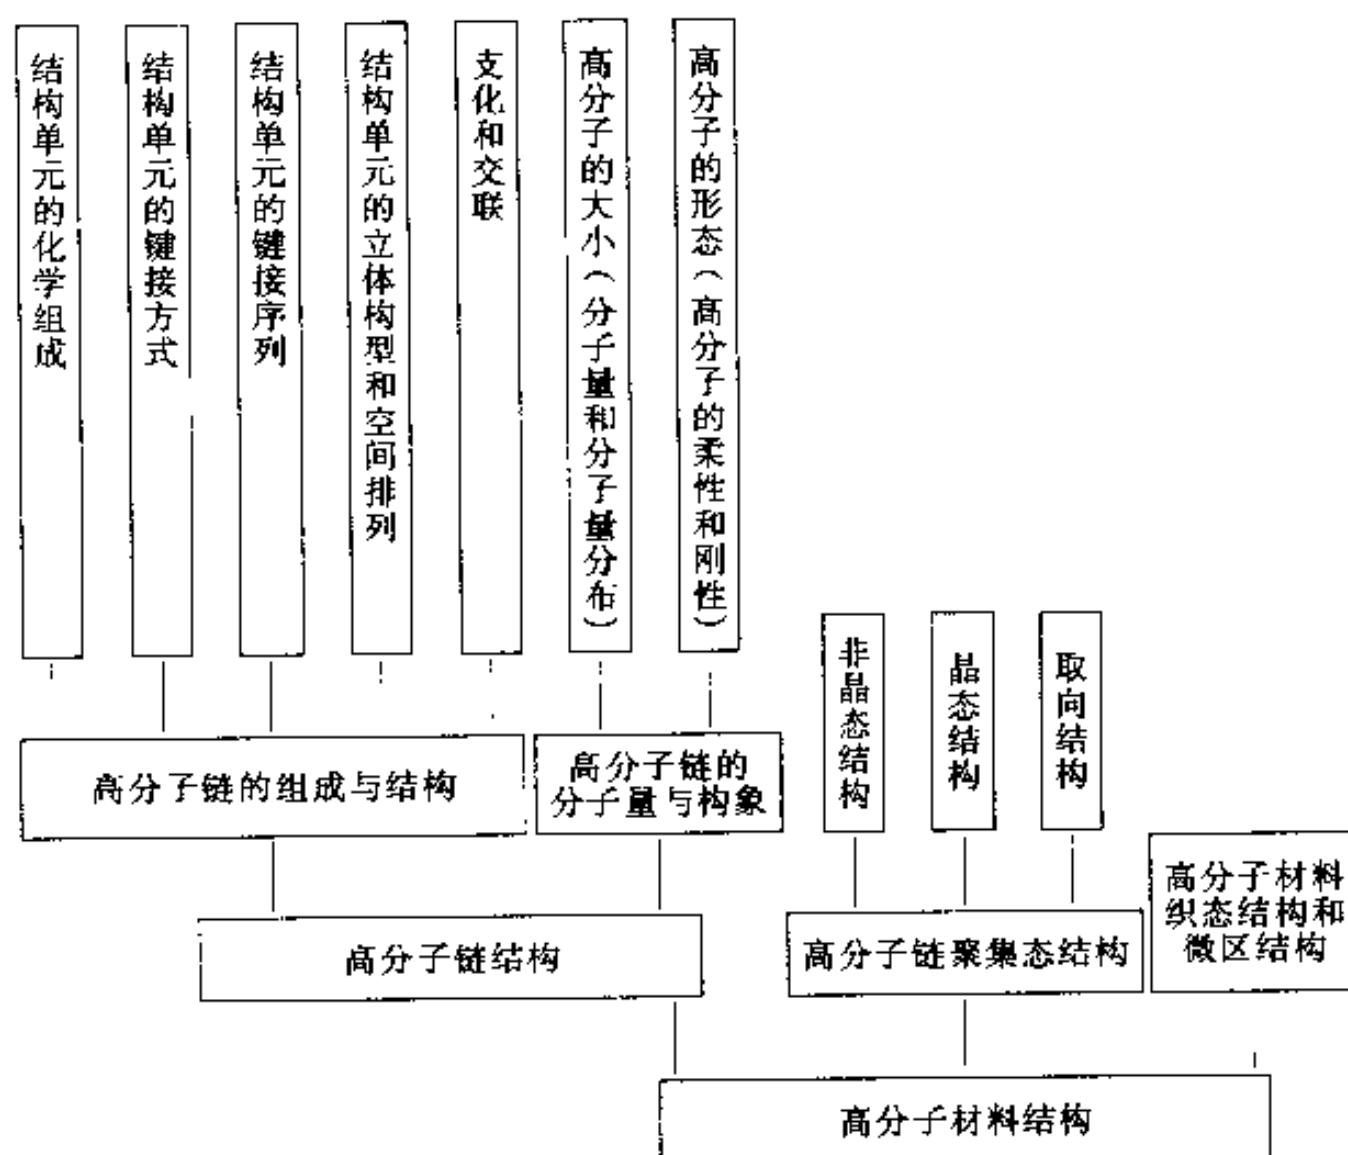 结构单元的化学组成
结构单元的键接方式
结构单元的键接序列
结构单元的立体构型和空间排列
支化和交联
高分子的大小(分子量和分子量分布)
高分子的形态(高分子的柔性和刚性)
非晶态结构
晶态结构
取向结构
高分子链的组成与结构
高分子链的
分子量与构象
高分子材料
织态结构和
微区结构
高分子链结构
高分子链聚集态结构
高分子材料结构